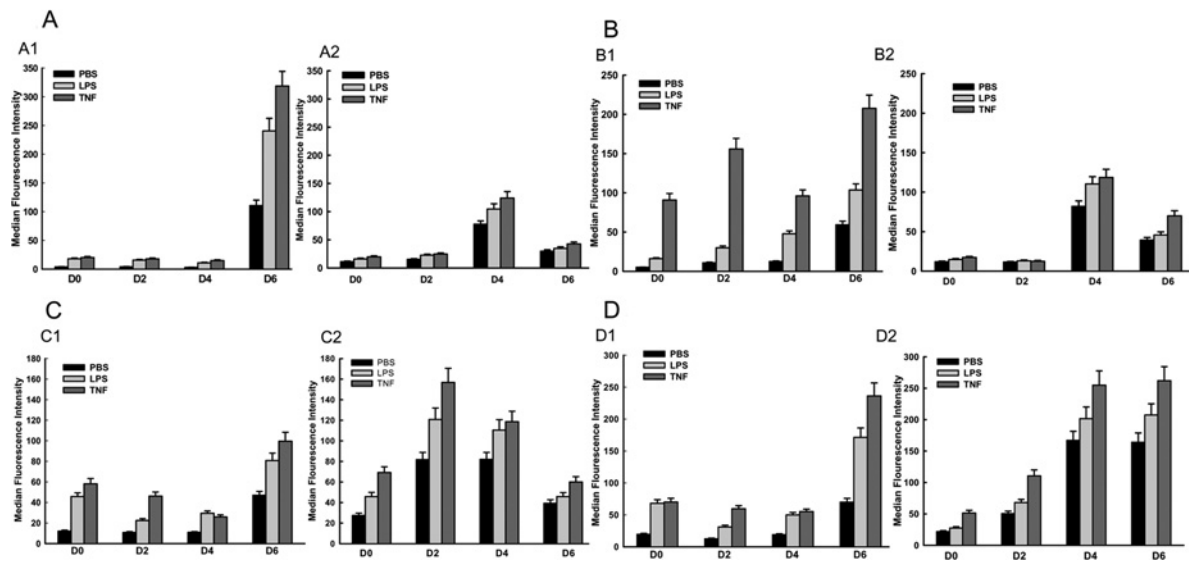 A
A1
Median Flourescence Intensity
350
300
250
200
150
100
50
0
PBS
LPS
TNF
D0 D2 D4 D6
A2
Median Flourescence Intensity
350
300
250
200
150
100
50
0
PBS
LPS
TNF
D0 D2 D4 D6
B
B1
Median Flourescence Intensity
250
200
150
100
50
0
PBS
LPS
TNF
D0 D2 D4 D6
B2
Median Flourescence Intensity
250
200
150
100
50
0
PBS
LPS
TNF
D0 D2 D4 D6
C
C1
Median Fluorescence Intensity
180
160
140
120
100
80
60
40
20
0
PBS
LPS
TNF
D0 D2 D4 D6
C2
Median Flourescence Intensity
180
160
140
120
100
80
60
40
20
0
PBS
LPS
TNF
D0 D2 D4 D6
D
D1
Median Flourescence Intensity
300
250
200
150
100
50
0
PBS
LPS
TNF
D0 D2 D4 D6
D2
Median Flourescence Intensity
300
250
200
150
100
50
0
PBS
LPS
TNF
D0 D2 D4 D6